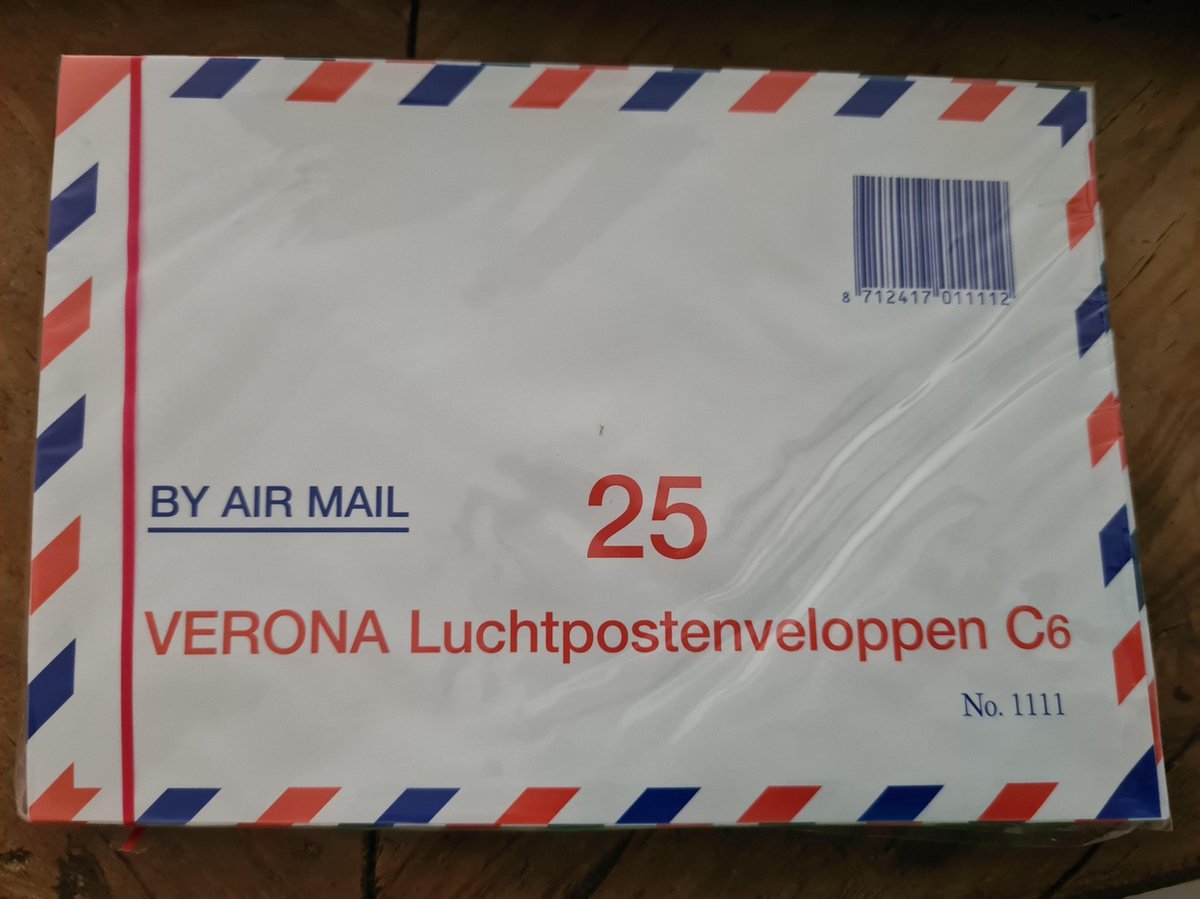 8 712417 011112
BY AIR MAIL
25
VERONA Luchtpostenveloppen C6
No. 1111